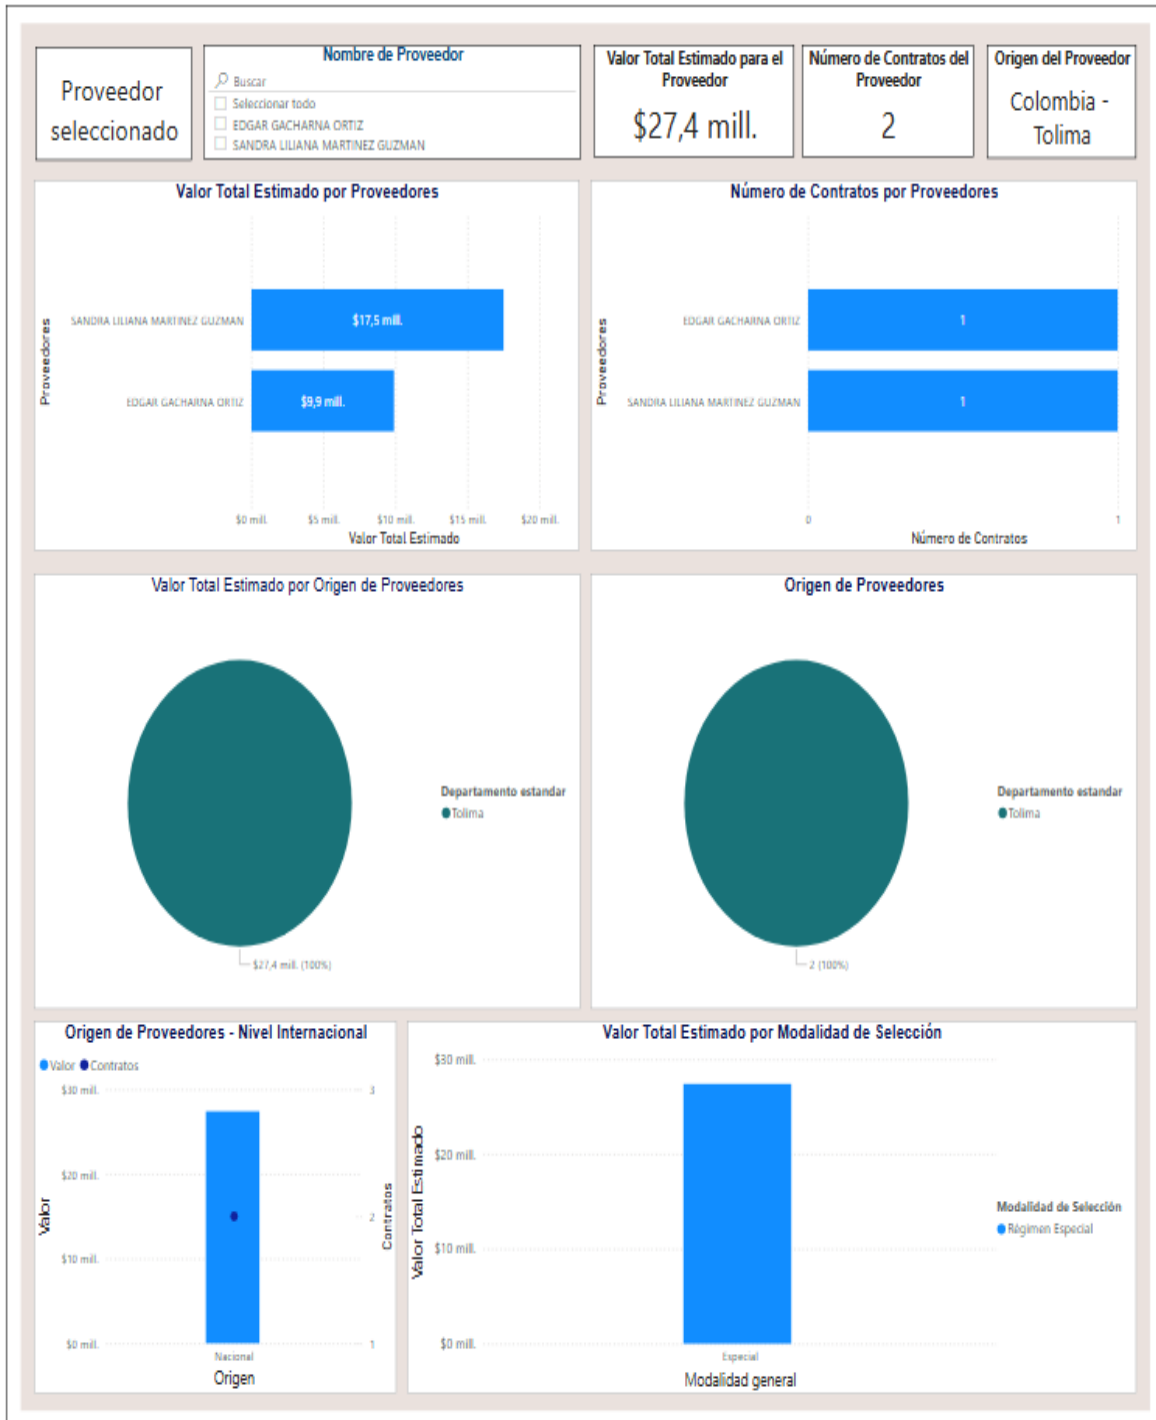 Proveedor
seleccionado
Nombre de Proveedor
Buscar
Seleccionar todo
EDGAR GACHARNA ORTIZ
SANDRA LILIANA MARTINEZ GUZMAN
Valor Total Estimado para el
Proveedor
$27,4 mill.
Número de Contratos del
Proveedor
2
Origen del Proveedor
Colombia -
Tolima
Valor Total Estimado por Proveedores
Proveedores
SANDRA LILIANA MARTINEZ GUZMAN
$17,5 mill.
EDGAR GACHARNA ORTIZ
$9,9 mill.
$0 mill. $5 mill. $10 mill. $15 mill. $20 mill.
Valor Total Estimado
Número de Contratos por Proveedores
Proveedores
EDGAR GACHARNA ORTIZ
1
SANDRA LILIANA MARTINEZ GUZMAN
1
0 1
Número de Contratos
Valor Total Estimado por Origen de Proveedores
Departamento estandar
Tolima
$27,4 mill. (100%)
Origen de Proveedores
Departamento estandar
Tolima
2 (100%)
Origen de Proveedores - Nivel Internacional
Valor Contratos
$30 mill. 3
$20 mill.
2
$10 mill.
$0 mill. 1
Valor
Contratos
Nacional
Origen
Valor Total Estimado por Modalidad de Selección
$30 mill.
$20 mill.
$10 mill.
$0 mill.
Valor Total Estimado
Especial
Modalidad general
Modalidad de Selección
Régimen Especial